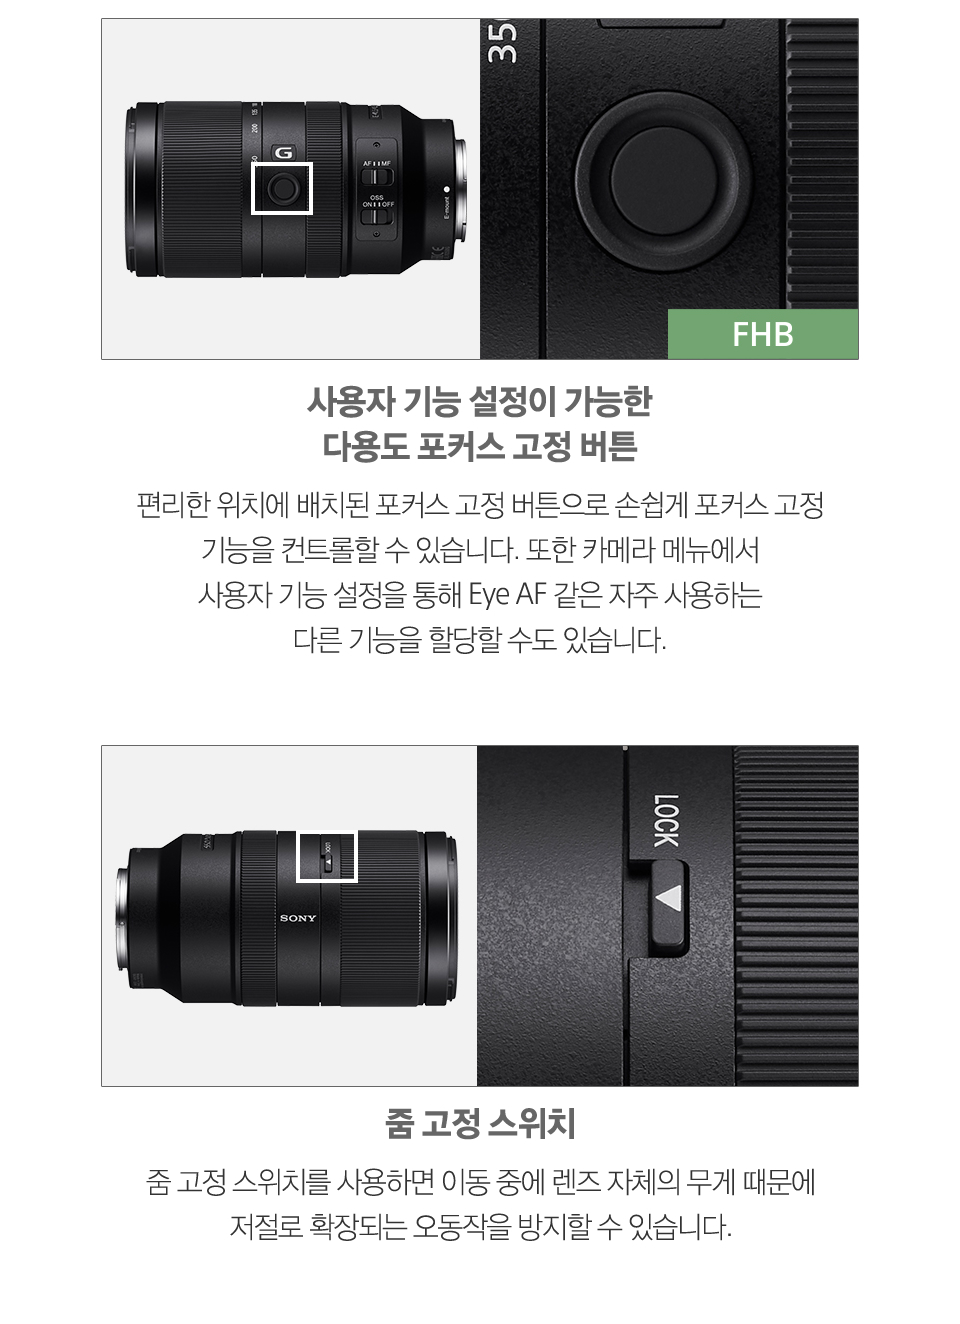 350
200
135
50
G
AF MF
OSS
ON OFF
E-mount
FHB
사용자 기능 설정이 가능한
다용도 포커스 고정 버튼
편리한 위치에 배치된 포커스 고정 버튼으로 손쉽게 포커스 고정
기능을 컨트롤할 수 있습니다. 또한 카메라 메뉴에서
사용자 기능 설정을 통해 Eye AF 같은 자주 사용하는
다른 기능을 할당할 수도 있습니다.
LOCK
LOCK
SONY
줌 고정 스위치
줌 고정 스위치를 사용하면 이동 중에 렌즈 자체의 무게 때문에
저절로 확장되는 오동작을 방지할 수 있습니다.